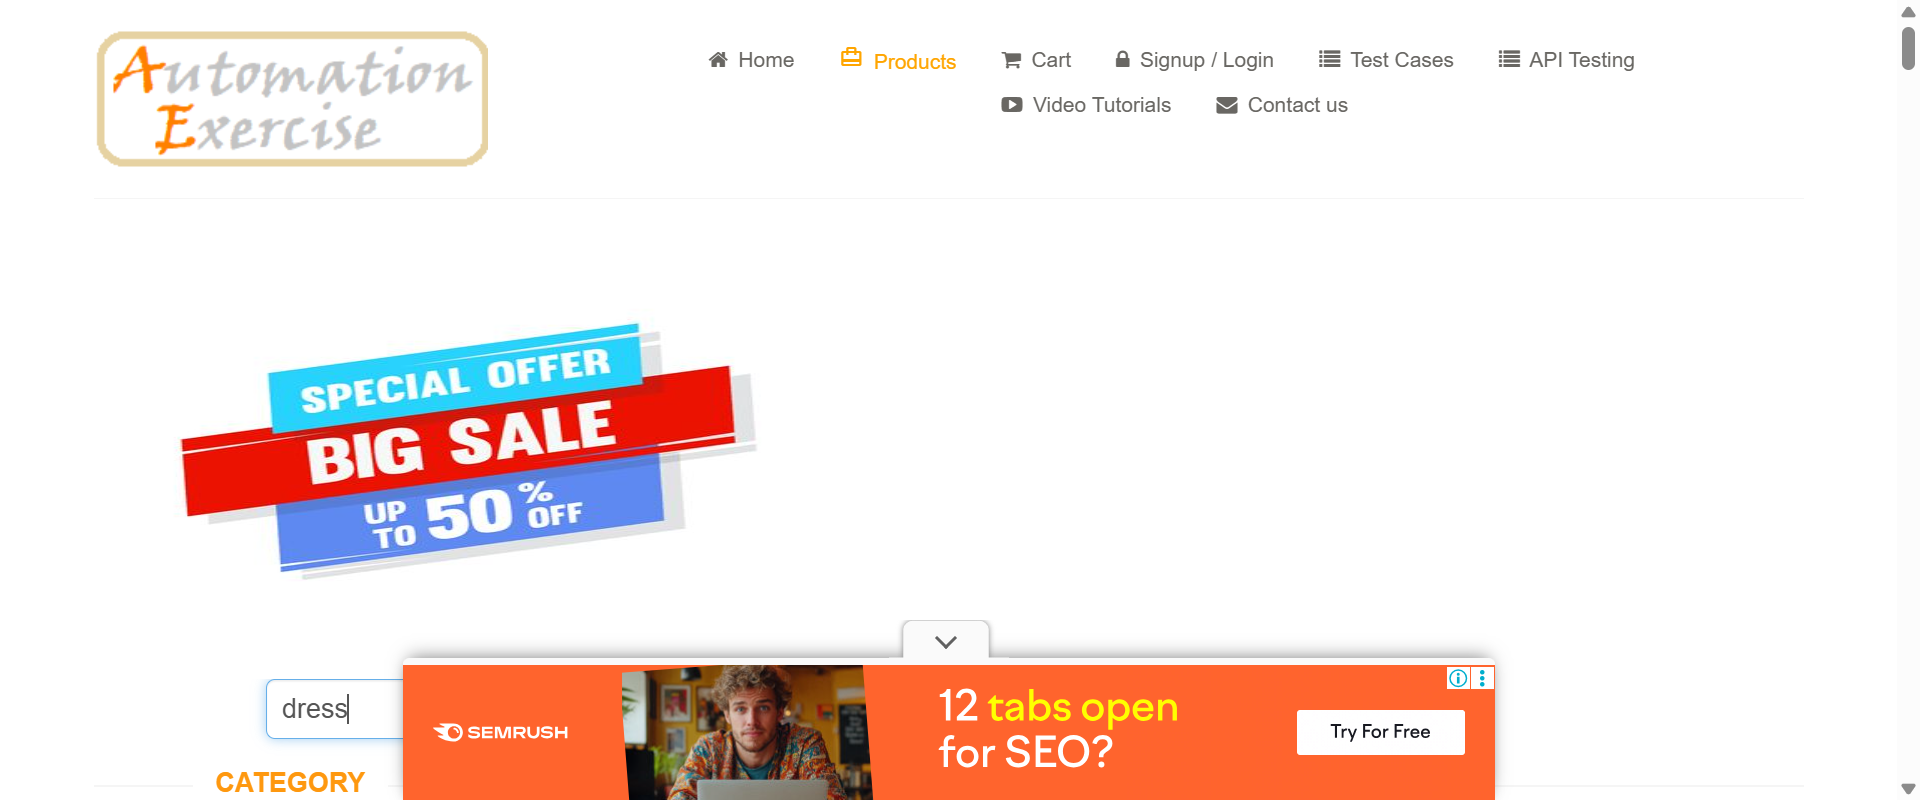 Automation
Exercise
Home
Products
Cart
Signup / Login
Test Cases
API Testing
Video Tutorials
Contact us
SPECIAL OFFER
BIG SALE
UP TO 50% OFF
dress
CATEGORY
SEMRUSH
12 tabs open
for SEO?
Try For Free